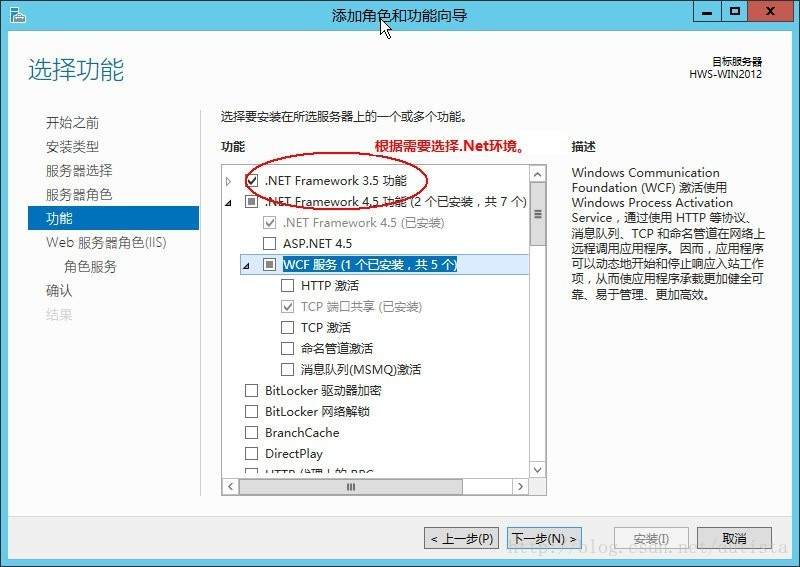 添加角色和功能向导
选择功能
目标服务器
HWS-WIN2012
开始之前
安装类型
服务器选择
服务器角色
功能
Web 服务器角色(IIS)
角色服务
确认
结果
选择要安装在所选服务器上的一个或多个功能。
功能
根据需要选择.Net环境。
.NET Framework 3.5 功能
.NET Framework 4.5 功能 (2 个已安装，共 7 个)
.NET Framework 4.5 (已安装)
ASP.NET 4.5
WCF 服务 (1 个已安装，共 5 个)
HTTP 激活
TCP 端口共享 (已安装)
TCP 激活
命名管道激活
消息队列(MSMQ)激活
BitLocker 驱动器加密
BitLocker 网络解锁
BranchCache
DirectPlay
HTTP 代理上的 RPC
描述
Windows Communication
Foundation (WCF) 激活使用
Windows Process Activation
Service，通过使用 HTTP 等协议、
消息队列、TCP 和命名管道在网络上
远程调用应用程序。因而，应用程序
可以动态地开始和停止响应入站工作
项，从而使应用程序承载更加健全可
靠、易于管理、更加高效。
< 上一步(P)
下一步(N) >
安装(I)
取消
http://blog.csdn.net/autista